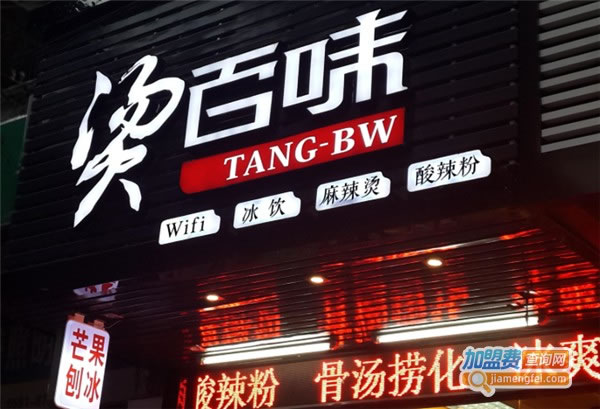 烫百味
TANG-BW
Wifi 冰饮 麻辣烫 酸辣粉
芒果
刨冰
酸辣粉 骨汤捞化
爽
加盟费查询网
jiamengfei.com